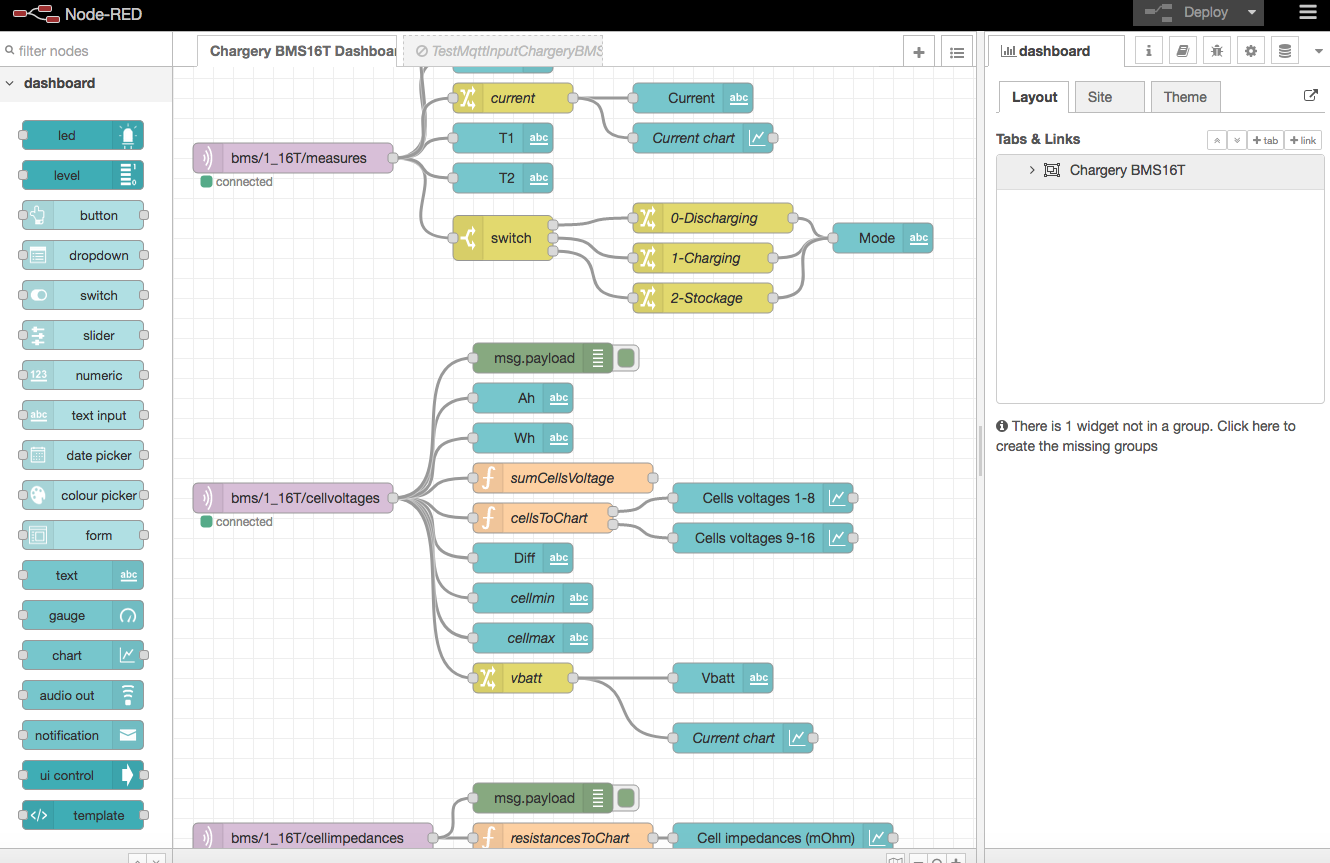 Node-RED
Deploy
filter nodes
Chargery BMS16T Dashboar
TestMqttInputChargeryBMS
dashboard
dashboard
led
level
button
dropdown
switch
slider
123 numeric
abc text input
date picker
colour picker
form
text abc
gauge
chart
audio out
notification
ui control
</> template
current
Current abc
T1 abc
Current chart
bms/1_16T/measures
connected
T2 abc
switch
0-Discharging
1-Charging
2-Stockage
Mode abc
msg.payload
Ah abc
Wh abc
sumCellsVoltage
bms/1_16T/cellvoltages
connected
cellsToChart
Cells voltages 1-8
Cells voltages 9-16
Diff abc
cellmin abc
cellmax abc
vbatt
Vbatt abc
Current chart
msg.payload
bms/1_16T/cellimpedances
resistancesToChart
Cell impedances (mOhm)
Layout
Site
Theme
Tabs & Links
+ tab
+ link
Chargery BMS16T
There is 1 widget not in a group. Click here to
create the missing groups